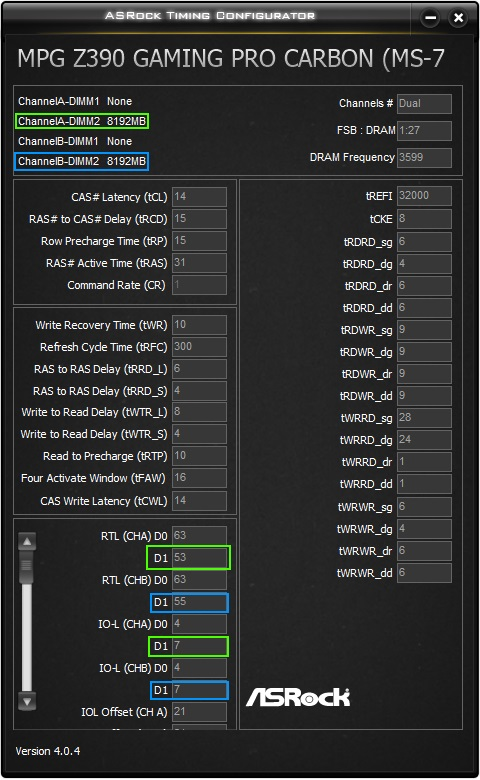 ASRock Timing Configurator
MPG Z390 GAMING PRO CARBON (MS-7
ChannelA-DIMM1 None
ChannelA-DIMM2 8192MB
ChannelB-DIMM1 None
ChannelB-DIMM2 8192MB
Channels # Dual
FSB : DRAM 1:27
DRAM Frequency 3599
CAS# Latency (tCL) 14
RAS# to CAS# Delay (tRCD) 15
Row Precharge Time (tRP) 15
RAS# Active Time (tRAS) 31
Command Rate (CR) 1
Write Recovery Time (tWR) 10
Refresh Cycle Time (tRFC) 300
RAS to RAS Delay (tRRD_L) 6
RAS to RAS Delay (tRRD_S) 4
Write to Read Delay (tWTR_L) 8
Write to Read Delay (tWTR_S) 4
Read to Precharge (tRTP) 10
Four Activate Window (tFAW) 16
CAS Write Latency (tCWL) 14
RTL (CHA) D0 63
D1 53
RTL (CHB) D0 63
D1 55
IO-L (CHA) D0 4
D1 7
IO-L (CHB) D0 4
D1 7
IOL Offset (CH A) 21
tREFI 32000
tCKE 8
tRDRD_sg 6
tRDRD_dg 4
tRDRD_dr 6
tRDRD_dd 6
tRDWR_sg 9
tRDWR_dg 9
tRDWR_dr 9
tRDWR_dd 9
tWRRD_sg 28
tWRRD_dg 24
tWRRD_dr 1
tWRRD_dd 1
tWRWR_sg 6
tWRWR_dg 4
tWRWR_dr 6
tWRWR_dd 6
ASRock
Version 4.0.4